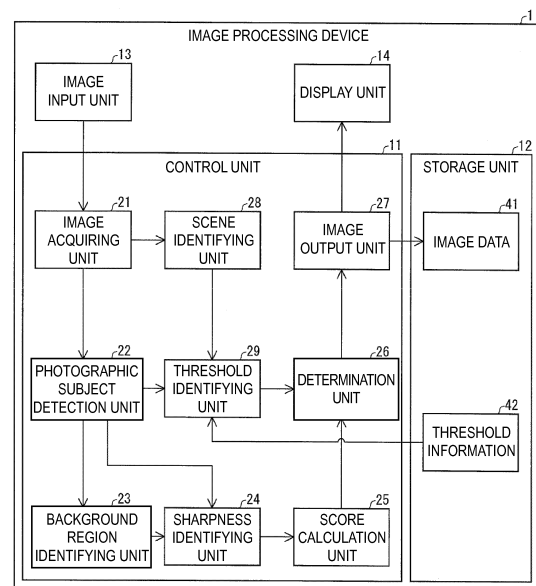 1
IMAGE PROCESSING DEVICE
13
IMAGE
INPUT UNIT
14
DISPLAY UNIT
11
CONTROL UNIT
12
STORAGE UNIT
21
IMAGE
ACQUIRING
UNIT
28
SCENE
IDENTIFYING
UNIT
27
IMAGE
OUTPUT UNIT
41
IMAGE DATA
22
PHOTOGRAPHIC
SUBJECT
DETECTION UNIT
29
THRESHOLD
IDENTIFYING
UNIT
26
DETERMINATION
UNIT
42
THRESHOLD
INFORMATION
23
BACKGROUND
REGION
IDENTIFYING UNIT
24
SHARPNESS
IDENTIFYING
UNIT
25
SCORE
CALCULATION
UNIT